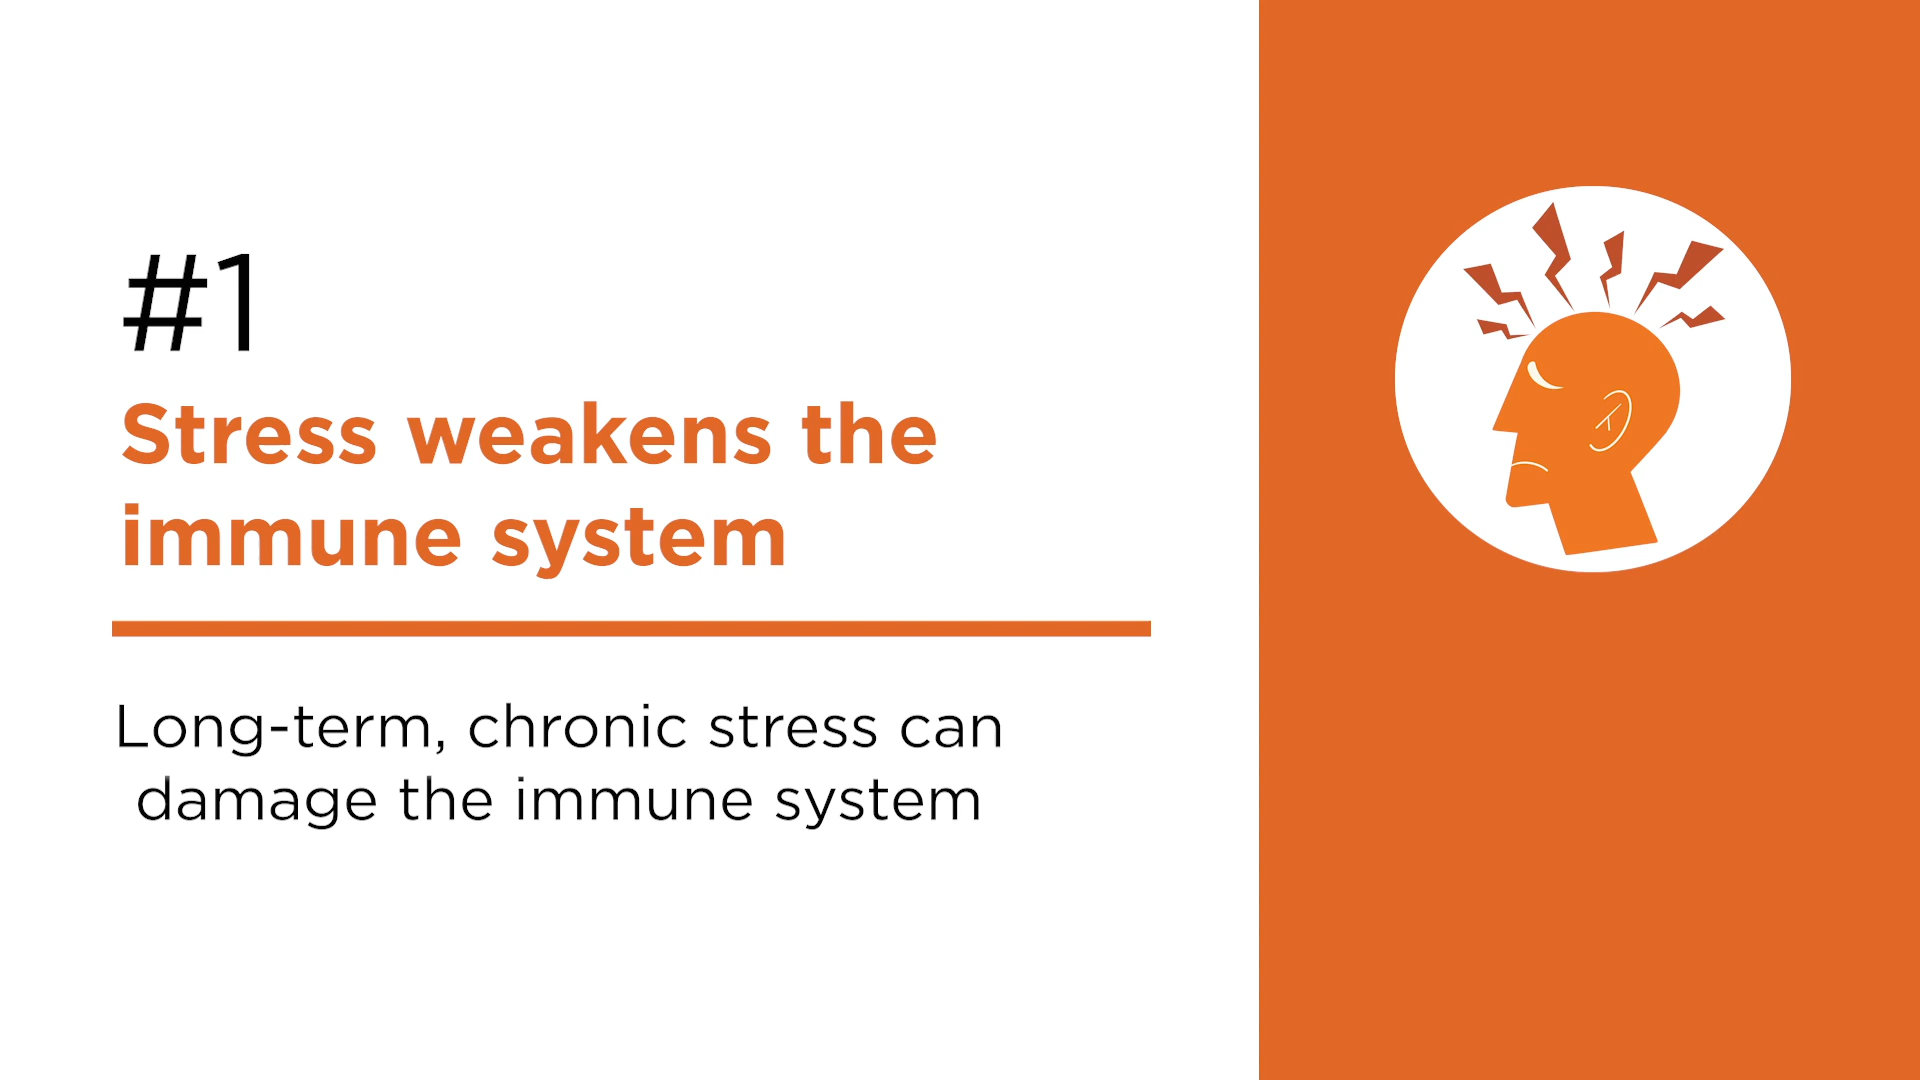 #1
Stress weakens the
immune system
Long-term, chronic stress can
damage the immune system